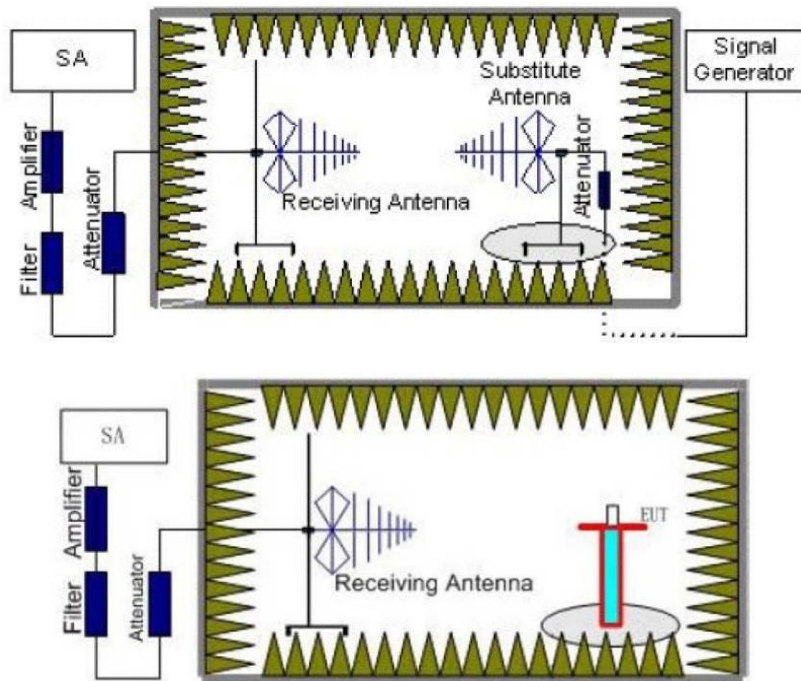 SA
Signal
Generator
Substitute
Antenna
Amplifier
Attenuator
Filter
Receiving Antenna
Attenuator
SA
Amplifier
Attenuator
Filter
Receiving Antenna
EUT